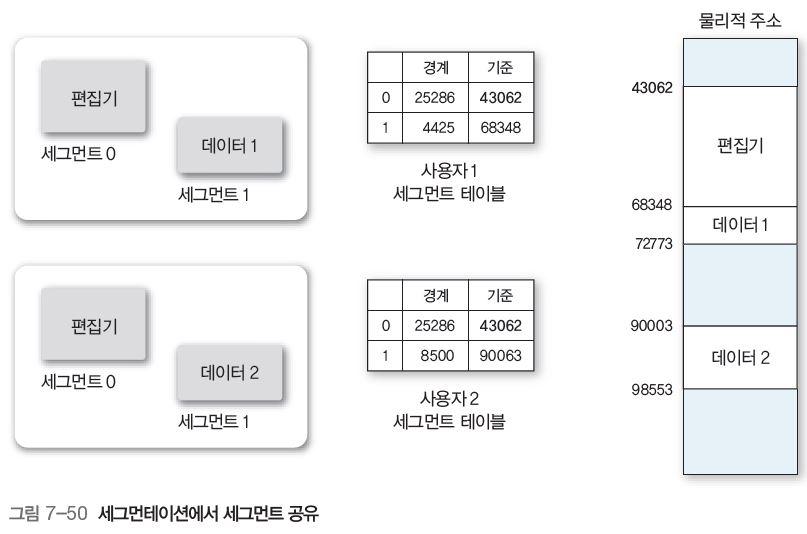 물리적 주소
편집기
세그먼트 0
데이터 1
세그먼트 1
경계 기준
0 25286 43062
1 4425 68348
사용자 1
세그먼트 테이블
편집기
세그먼트 0
데이터 2
세그먼트 1
경계 기준
0 25286 43062
1 8500 90063
사용자 2
세그먼트 테이블
43062
편집기
68348
데이터 1
72773
90003
데이터 2
98553
그림 7-50 세그먼테이션에서 세그먼트 공유